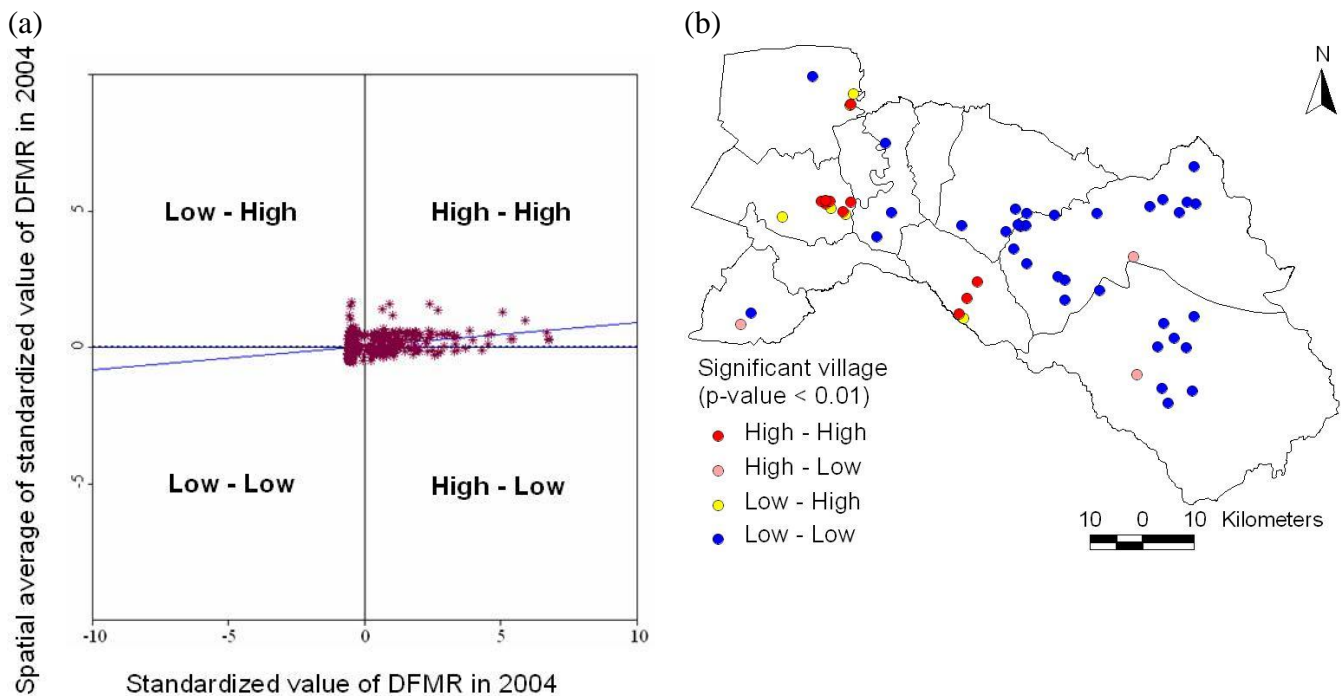 (a)
Spatial average of standardized value of DFMR in 2004
Low - High
High - High
Low - Low
High - Low
5
0
-5
-10
-5
0
5
10
Standardized value of DFMR in 2004
(b)
N
Significant village
(p-value < 0.01)
High - High
High - Low
Low - High
Low - Low
10 0 10 Kilometers